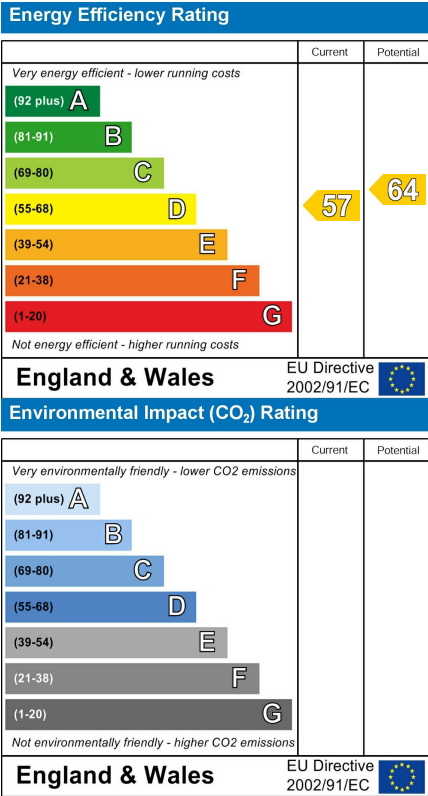 Energy Efficiency Rating
Current Potential
Very energy efficient - lower running costs
(92 plus) A
(81-91) B
(69-80) C
(55-68) D
57 64
(39-54) E
(21-38) F
(1-20) G
Not energy efficient - higher running costs
England & Wales
EU Directive
2002/91/EC
Environmental Impact (CO₂) Rating
Current Potential
Very environmentally friendly - lower CO2 emissions
(92 plus) A
(81-91) B
(69-80) C
(55-68) D
(39-54) E
(21-38) F
(1-20) G
Not environmentally friendly - higher CO2 emissions
England & Wales
EU Directive
2002/91/EC